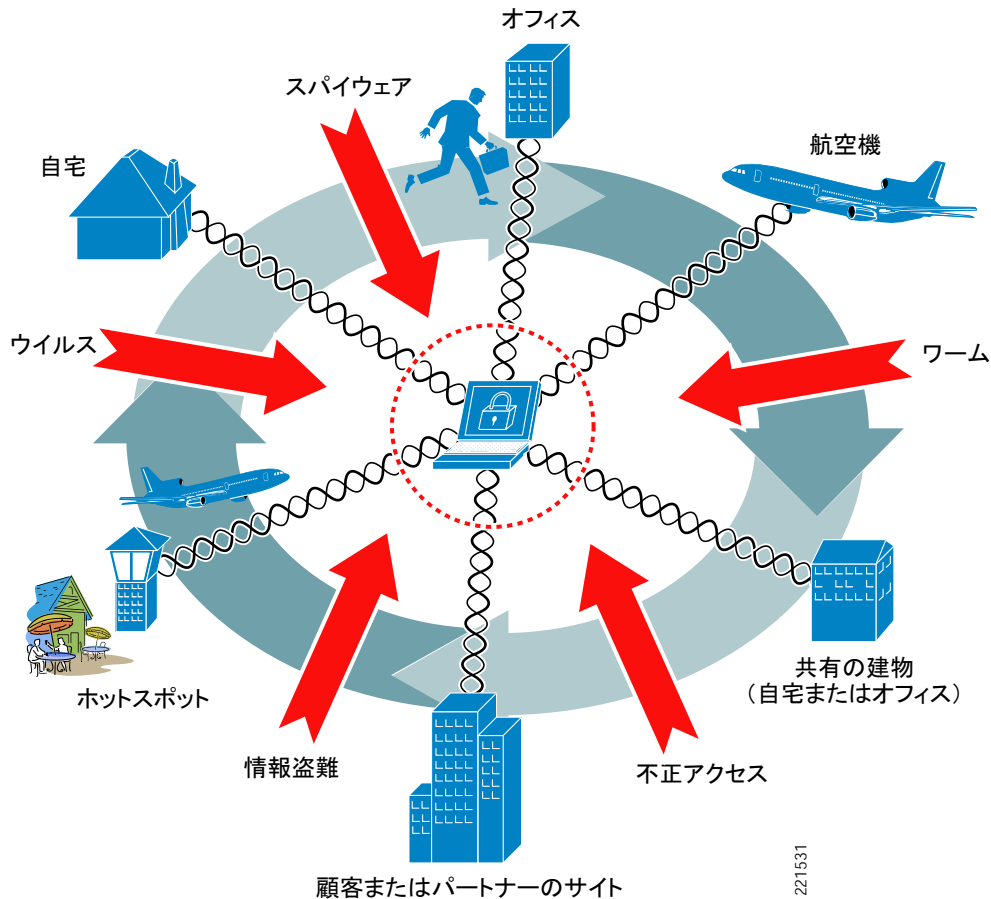 オフィス
スパイウェア
航空機
自宅
ウイルス
ワーム
共有の建物
（自宅またはオフィス）
ホットスポット
情報盗難
不正アクセス
顧客またはパートナーのサイト
221531